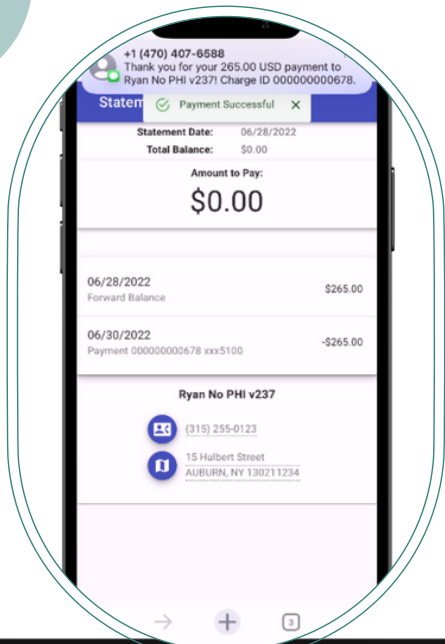 +1 (470) 407-6588
Thank you for your 265.00 USD payment to
Ryan No PHI v237! Charge ID 000000000678.
Statem
Payment Successful X
Statement Date: 06/28/2022
Total Balance: $0.00
Amount to Pay:
$0.00
06/28/2022
Forward Balance
$265.00
06/30/2022
Payment 000000000678 xxx5100
-$265.00
Ryan No PHI v237
(315) 255-0123
15 Hulbert Street
AUBURN, NY 130211234
3